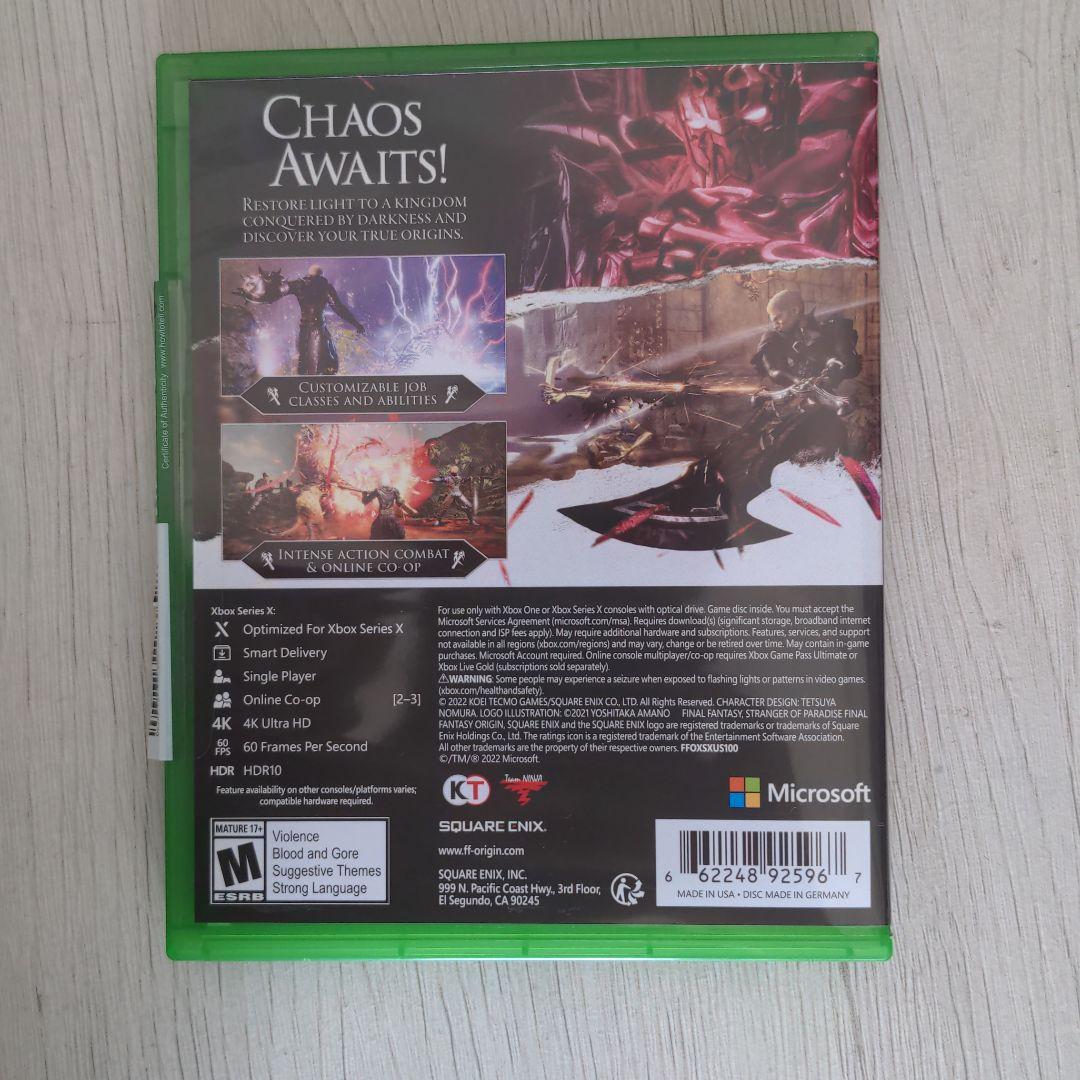 CHAOS
AWAITS!
RESTORE LIGHT TO A KINGDOM
CONQUERED BY DARKNESS AND
DISCOVER YOUR TRUE ORIGINS.
Certificate of Authenticity www.howtotell.com
CUSTOMIZABLE JOB
CLASSES AND ABILITIES
INTENSE ACTION COMBAT
& ONLINE CO-OP
Xbox Series X:
Optimized For Xbox Series X
Smart Delivery
Single Player
Online Co-op [2–3]
4K 4K Ultra HD
60 FPS 60 Frames Per Second
HDR HDR10
Feature availability on other consoles/platforms varies;
compatible hardware required.
For use only with Xbox One or Xbox Series X consoles with optical drive. Game disc inside. You must accept the
Microsoft Services Agreement (microsoft.com/msa). Requires download(s) (significant storage, broadband internet
connection and ISP fees apply). May require additional hardware and subscriptions. Features, services, and support
not available in all regions (xbox.com/regions) and may vary, change or be retired over time. May contain in-game
purchases. Microsoft Account required. Online console multiplayer/co-op requires Xbox Game Pass Ultimate or
Xbox Live Gold (subscriptions sold separately).
⚠WARNING: Some people may experience a seizure when exposed to flashing lights or patterns in video games.
(xbox.com/healthandsafety).
© 2022 KOEI TECMO GAMES/SQUARE ENIX CO., LTD. All Rights Reserved. CHARACTER DESIGN: TETSUYA
NOMURA. LOGO ILLUSTRATION: ©2021 YOSHITAKA AMANO FINAL FANTASY, STRANGER OF PARADISE FINAL
FANTASY ORIGIN, SQUARE ENIX and the SQUARE ENIX logo are registered trademarks or trademarks of Square
Enix Holdings Co., Ltd. The ratings icon is a registered trademark of the Entertainment Software Association.
All other trademarks are the property of their respective owners. FFOXSXUS100
©/TM/® 2022 Microsoft.
KT
Team NINJA
Microsoft
SQUARE ENIX.
www.ff-origin.com
SQUARE ENIX, INC.
999 N. Pacific Coast Hwy., 3rd Floor,
El Segundo, CA 90245
MATURE 17+
M
ESRB
Violence
Blood and Gore
Suggestive Themes
Strong Language
6 62248 92596 7
MADE IN USA • DISC MADE IN GERMANY